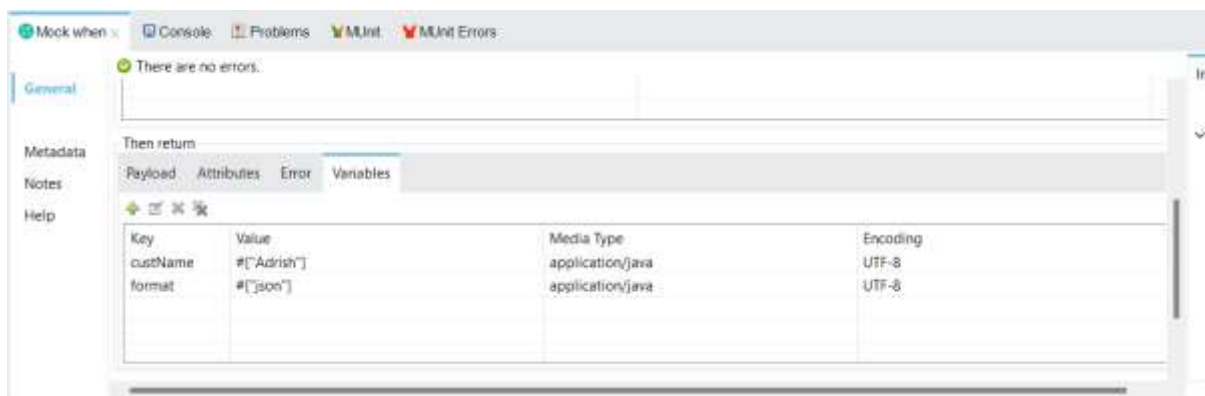 Mock when Console Problems MUnit MUnit Errors
There are no errors.
General
Then return
Metadata
Payload Attributes Error Variables
Notes
Help
Key Value Media Type Encoding
custName #["Adrish"] application/java UTF-8
format #["json"] application/java UTF-8